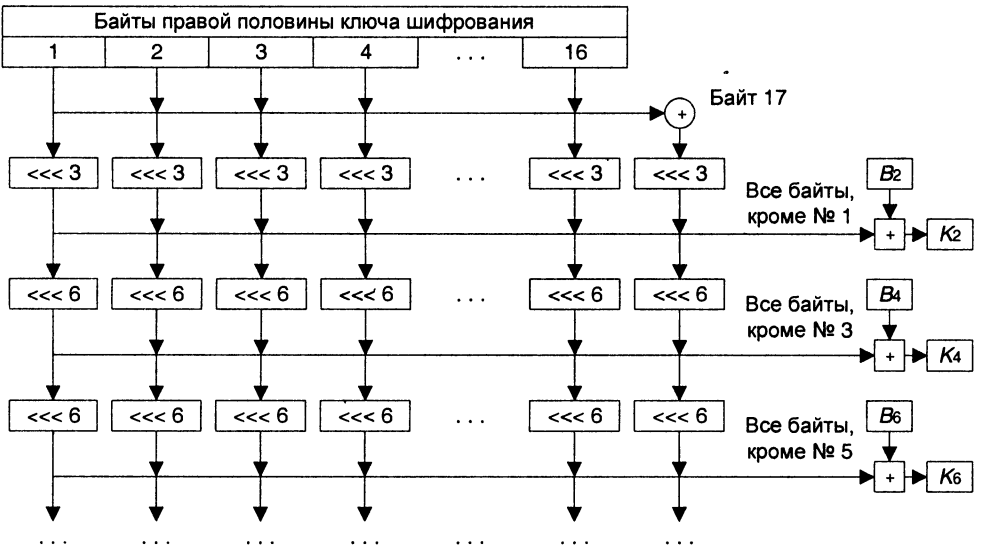 Байты правой половины ключа шифрования
1 2 3 4 ... 16
Байт 17
+
<<< 3 <<< 3 <<< 3 <<< 3 ... <<< 3 <<< 3
Все байты,
кроме № 1
B2
+ K2
<<< 6 <<< 6 <<< 6 <<< 6 ... <<< 6 <<< 6
Все байты,
кроме № 3
B4
+ K4
<<< 6 <<< 6 <<< 6 <<< 6 ... <<< 6 <<< 6
Все байты,
кроме № 5
B6
+ K6
... ... ... ... ... ... ...